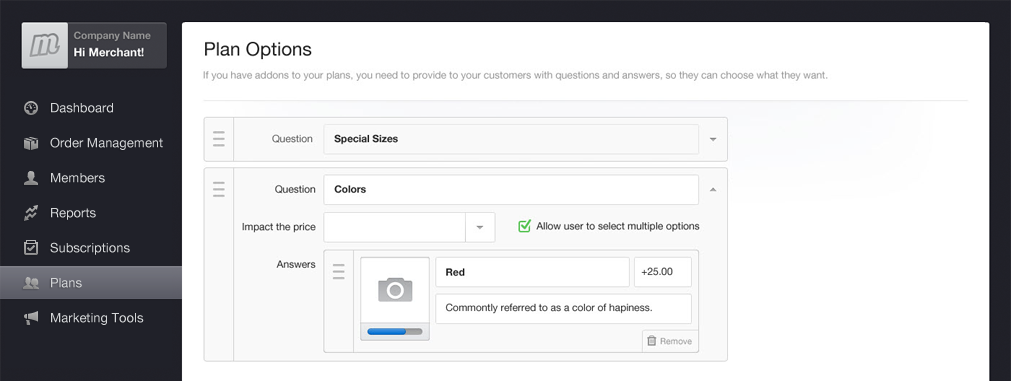 Company Name
Hi Merchant!
Dashboard
Order Management
Members
Reports
Subscriptions
Plans
Marketing Tools
Plan Options
If you have addons to your plans, you need to provide to your customers with questions and answers, so they can choose what they want.
Question Special Sizes
Question Colors
Impact the price Allow user to select multiple options
Answers
Red +25.00
Commontly referred to as a color of hapiness.
Remove